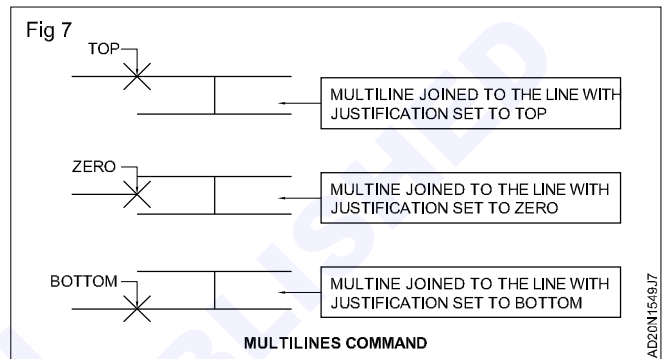 Fig 7
TOP
MULTILINE JOINED TO THE LINE WITH
JUSTIFICATION SET TO TOP
ZERO
MULTINE JOINED TO THE LINE WITH
JUSTIFICATION SET TO ZERO
BOTTOM
MULTINE JOINED TO THE LINE WITH
JUSTIFICATION SET TO BOTTOM
MULTILINES COMMAND
AD20N1549J7